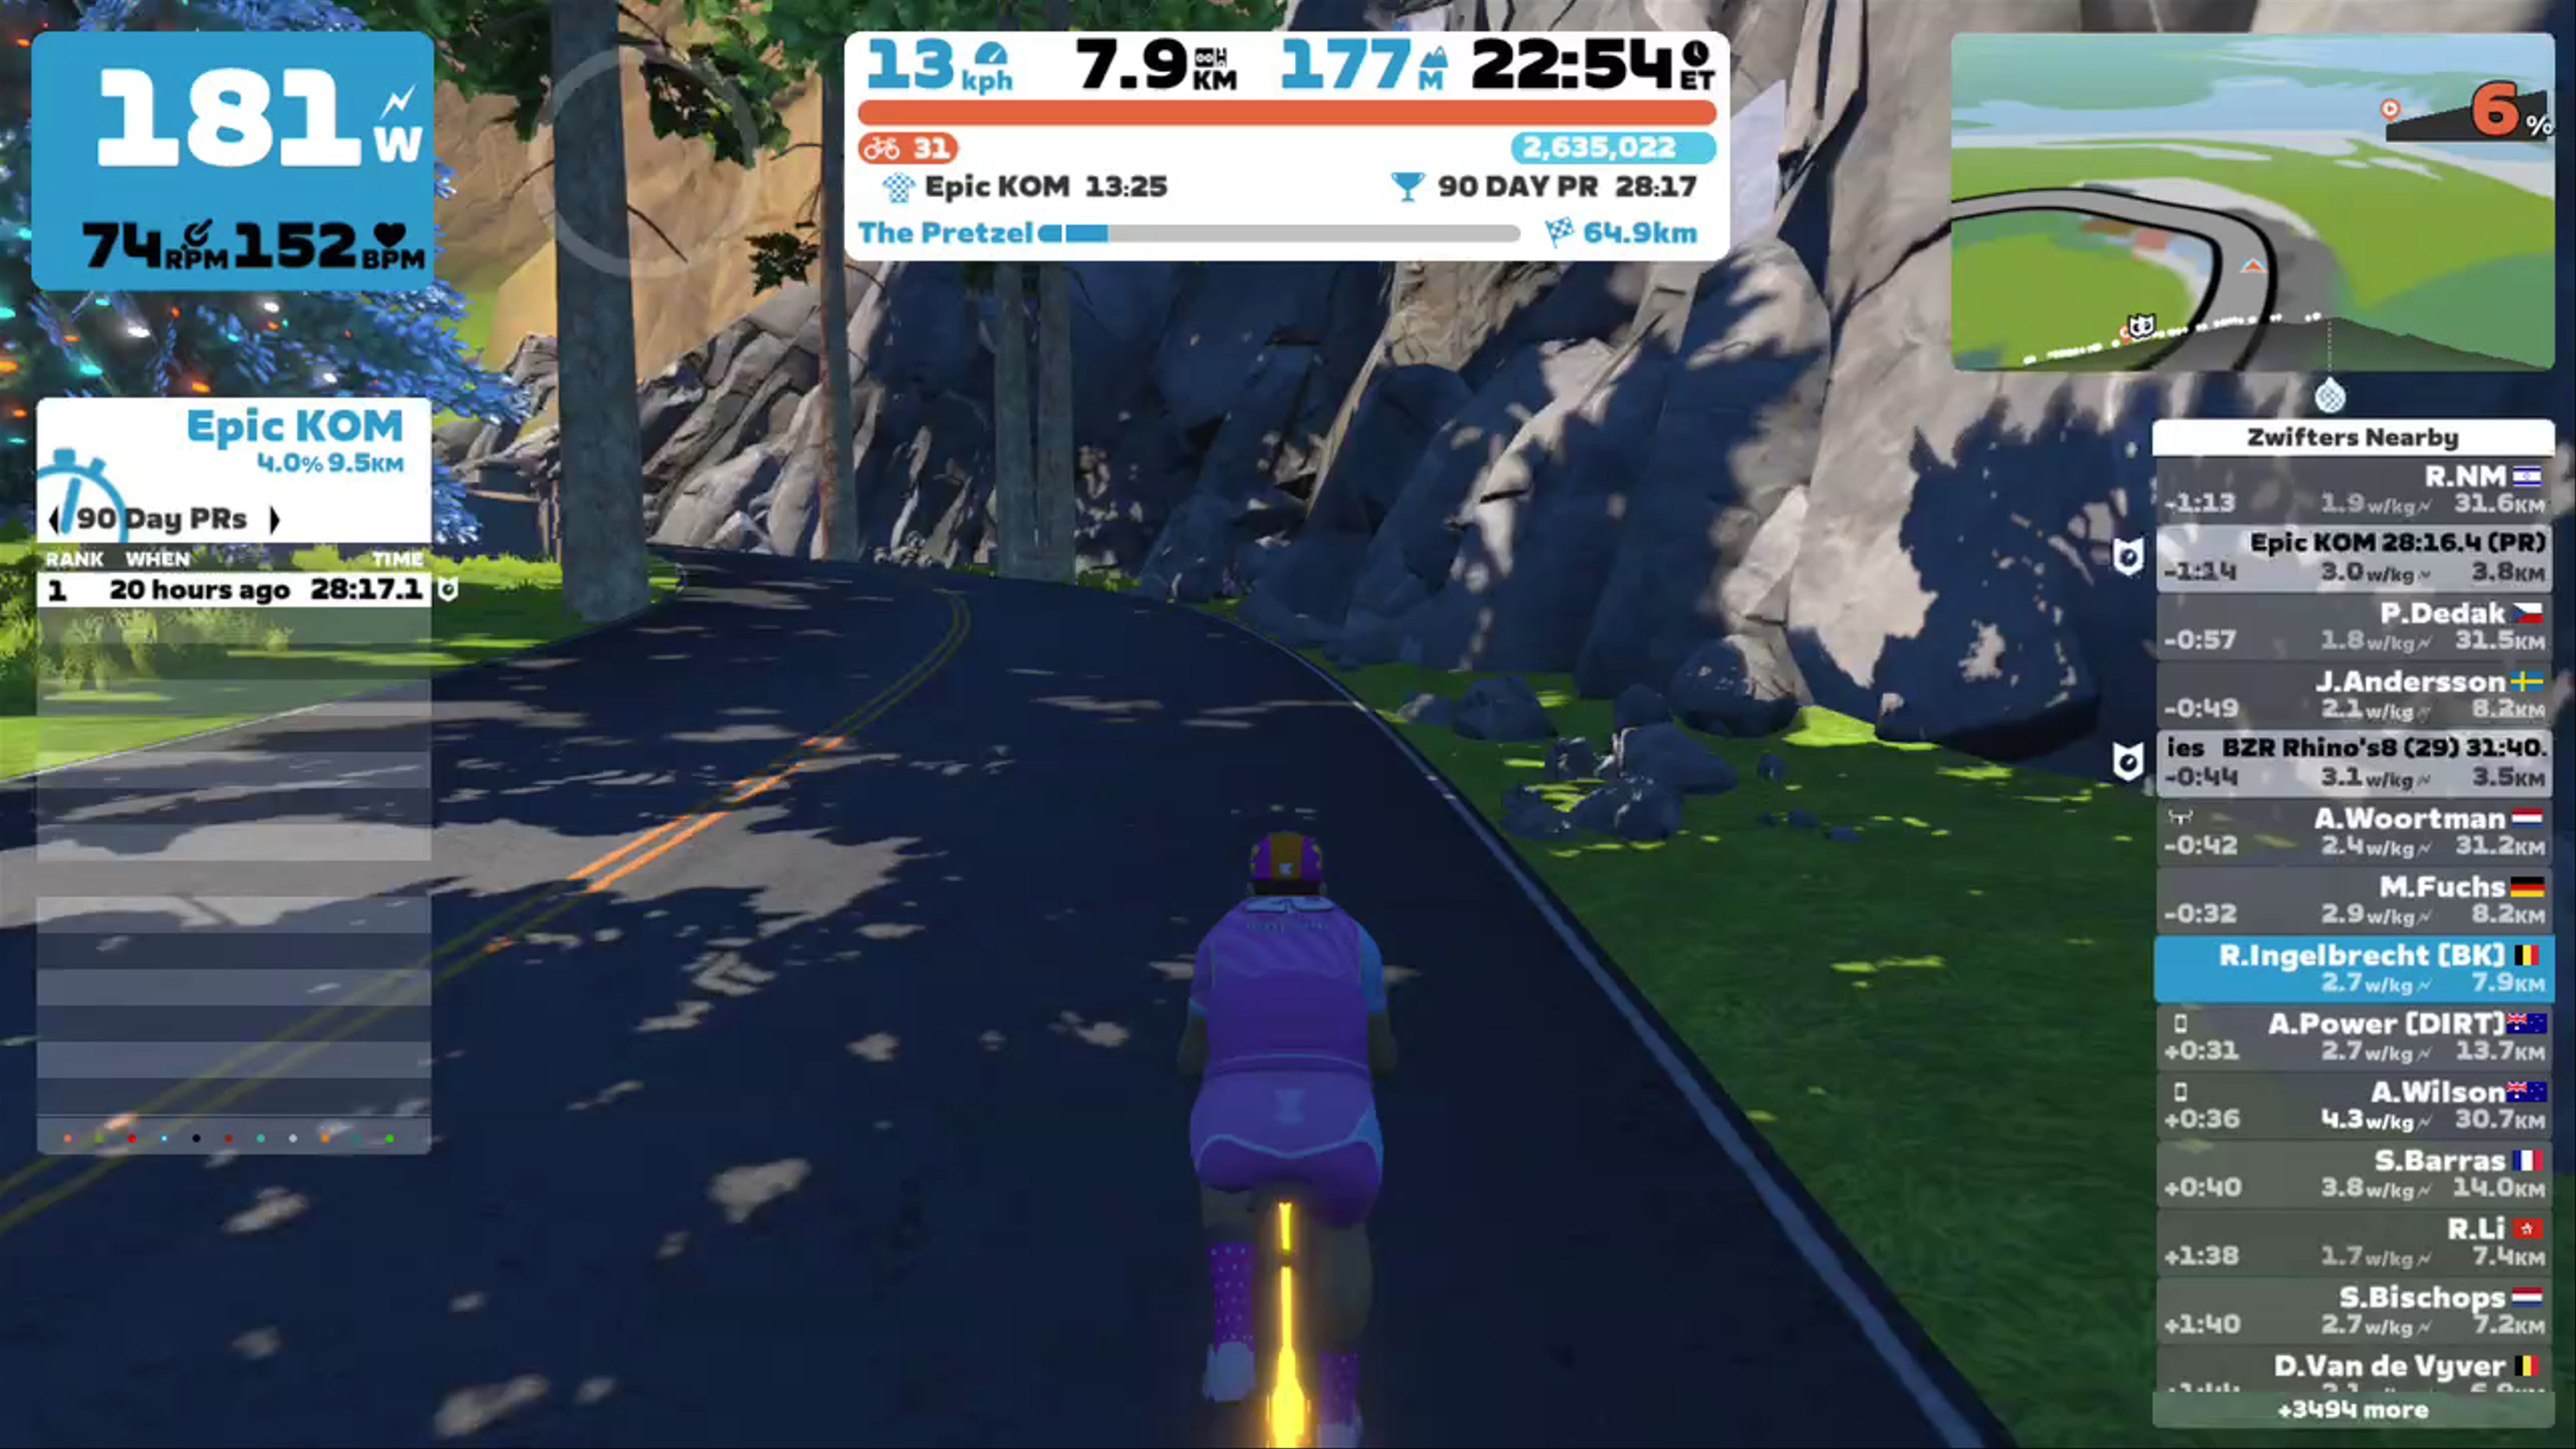 181 W
74 RPM 152 BPM
13 kph 7.9 KM 177 M 22:54 ET
31 2,635,022
Epic KOM 13:25 90 DAY PR 28:17
The Pretzel 64.9km
6 %
Epic KOM
4.0% 9.5KM
90 Day PRs
RANK WHEN TIME
1 20 hours ago 28:17.1
Zwifters Nearby
R.NM
-1:13 1.9 w/kg 31.6KM
Epic KOM 28:16.4 (PR)
-1:14 3.0 w/kg 3.8KM
P.Dedak
-0:57 1.8 w/kg 31.5KM
J.Andersson
-0:49 2.1 w/kg 8.2KM
ies BZR Rhino's8 (29) 31:40.
-0:44 3.1 w/kg 3.5KM
A.Woortman
-0:42 2.4 w/kg 31.2KM
M.Fuchs
-0:32 2.9 w/kg 8.2KM
R.Ingelbrecht [BK]
2.7 w/kg 7.9KM
A.Power [DIRT]
+0:31 2.7 w/kg 13.7KM
A.Wilson
+0:36 4.3 w/kg 30.7KM
S.Barras
+0:40 3.8 w/kg 14.0KM
R.Li
+1:38 1.7 w/kg 7.4KM
S.Bischops
+1:40 2.7 w/kg 7.2KM
D.Van de Vyver
+3494 more